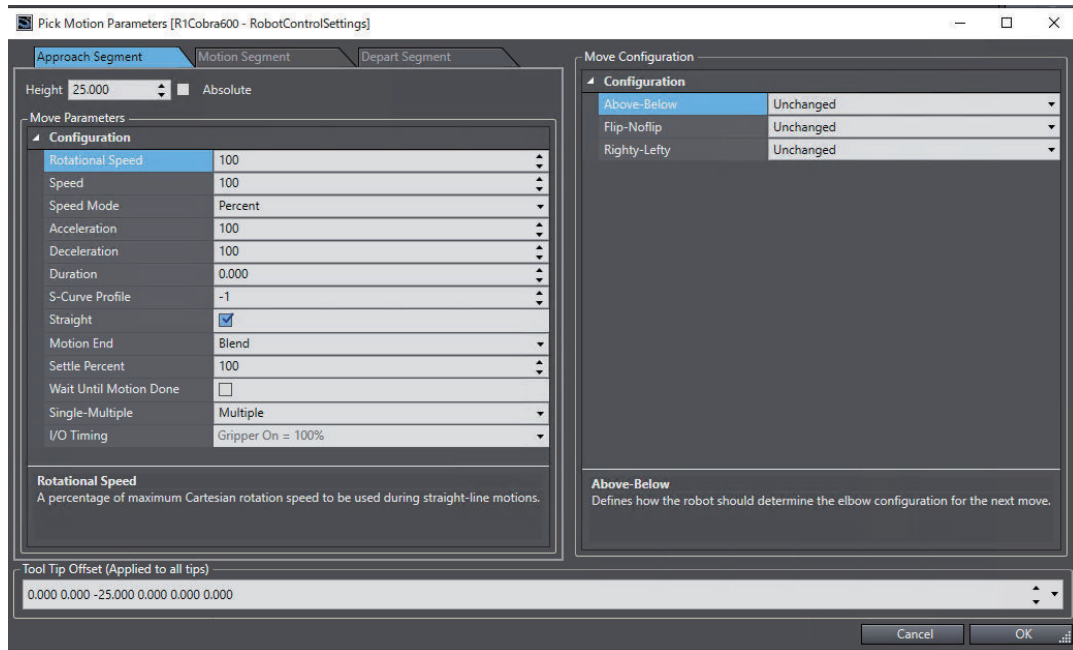 Pick Motion Parameters [R1Cobra600 - RobotControlSettings]
Approach Segment Motion Segment Depart Segment
Height 25.000 Absolute
Move Parameters
Configuration
Rotational Speed 100
Speed 100
Speed Mode Percent
Acceleration 100
Deceleration 100
Duration 0.000
S-Curve Profile -1
Straight
Motion End Blend
Settle Percent 100
Wait Until Motion Done
Single-Multiple Multiple
I/O Timing Gripper On = 100%
Rotational Speed
A percentage of maximum Cartesian rotation speed to be used during straight-line motions.
Move Configuration
Configuration
Above-Below Unchanged
Flip-Noflip Unchanged
Righty-Lefty Unchanged
Above-Below
Defines how the robot should determine the elbow configuration for the next move.
Tool Tip Offset (Applied to all tips)
0.000 0.000 -25.000 0.000 0.000 0.000
Cancel OK